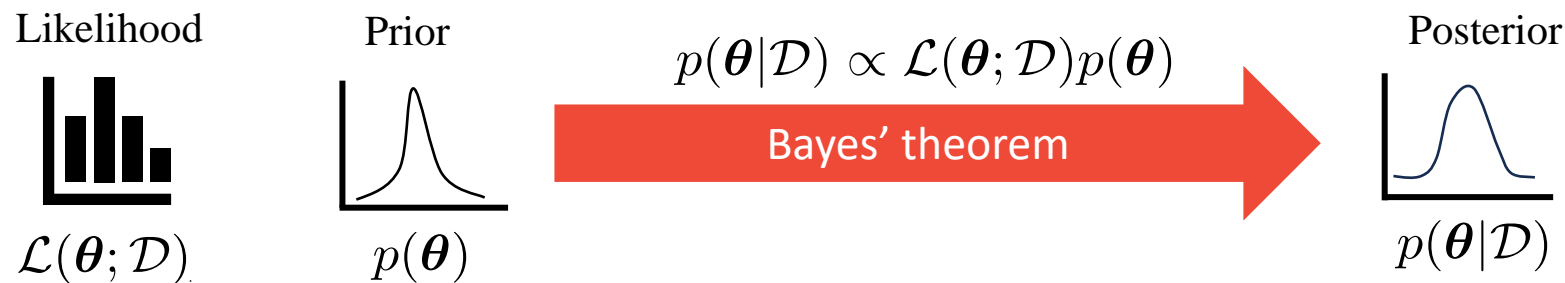 Likelihood
Prior
p(θ|𝒟) ∝ ℒ(θ; 𝒟)p(θ)
Posterior
Bayes’ theorem
ℒ(θ; 𝒟)
p(θ)
p(θ|𝒟)